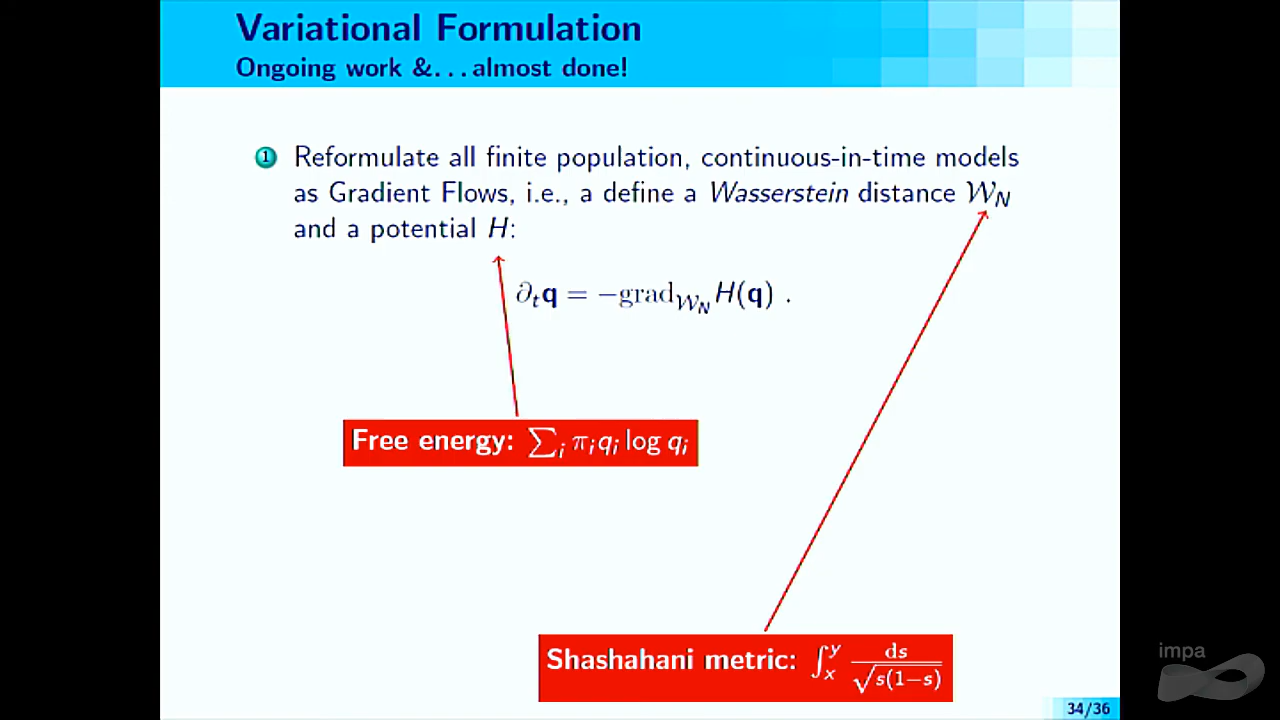 Variational Formulation
Ongoing work &... almost done!
1 Reformulate all finite population, continuous-in-time models
as Gradient Flows, i.e., a define a Wasserstein distance 𝒲_N
and a potential H:
∂_t q = −grad_{𝒲_N} H(q) .
Free energy: ∑_i π_i q_i log q_i
Shashahani metric: ∫_x^y ds/√(s(1−s))
impa
34/36